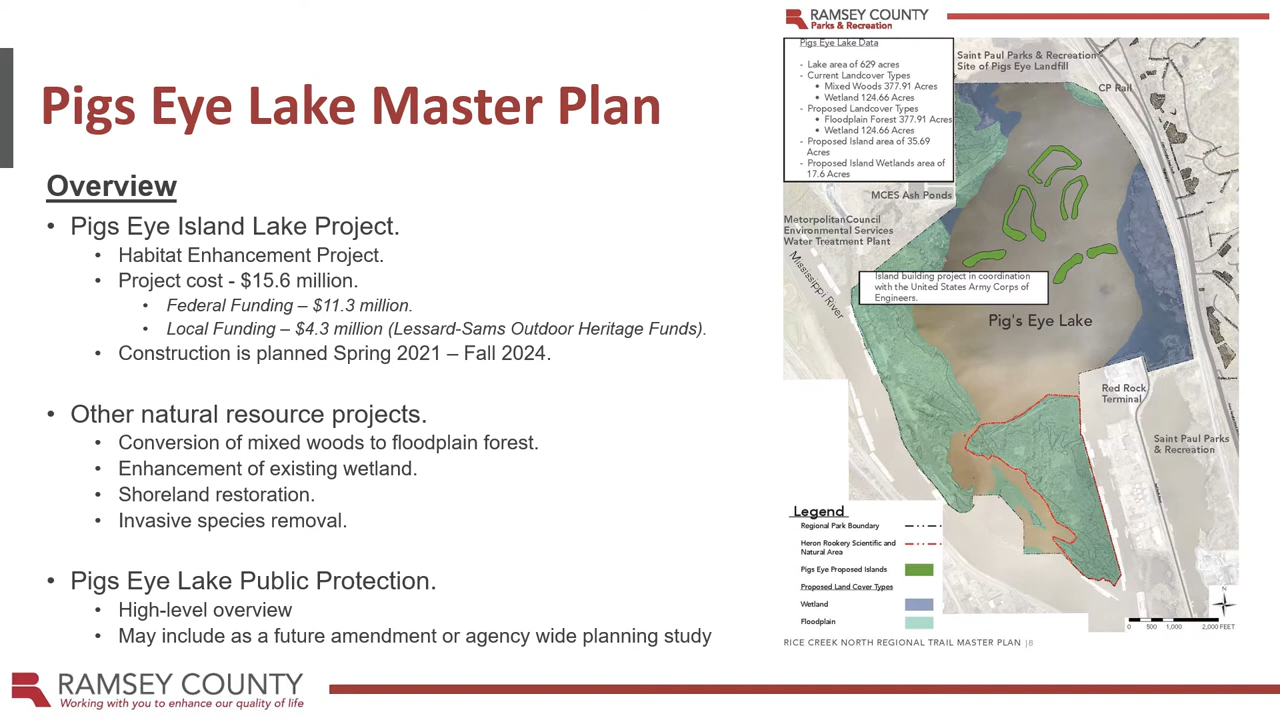 Pigs Eye Lake Master Plan
Overview
• Pigs Eye Island Lake Project.
• Habitat Enhancement Project.
• Project cost - $15.6 million.
• Federal Funding – $11.3 million.
• Local Funding – $4.3 million (Lessard-Sams Outdoor Heritage Funds).
• Construction is planned Spring 2021 – Fall 2024.
• Other natural resource projects.
• Conversion of mixed woods to floodplain forest.
• Enhancement of existing wetland.
• Shoreland restoration.
• Invasive species removal.
• Pigs Eye Lake Public Protection.
• High-level overview
• May include as a future amendment or agency wide planning study
RAMSEY COUNTY
Working with you to enhance our quality of life
RAMSEY COUNTY
Parks & Recreation
Pigs Eye Lake Data
- Lake area of 629 acres
- Current Landcover Types
• Mixed Woods 377.91 Acres
• Wetland 124.66 Acres
- Proposed Landcover Types
• Floodplain Forest 377.91 Acres
• Wetland 124.66 Acres
- Proposed Island area of 35.69
Acres
- Proposed Island Wetlands area of
17.6 Acres
Saint Paul Parks & Recreation
Site of Pigs Eye Landfill
CP Rail
MCES Ash Ponds
MetorpolitanCouncil
Environmental Services
Water Treatment Plant
Mississippi River
Island building project in coordination
with the United States Army Corps of
Engineers.
Pig's Eye Lake
Red Rock
Terminal
Saint Paul Parks
& Recreation
Legend
Regional Park Boundary
Heron Rookery Scientific and
Natural Area
Pigs Eye Proposed Islands
Proposed Land Cover Types
Wetland
Floodplain
N
0 500 1,000 2,000 FEET
RICE CREEK NORTH REGIONAL TRAIL MASTER PLAN |8